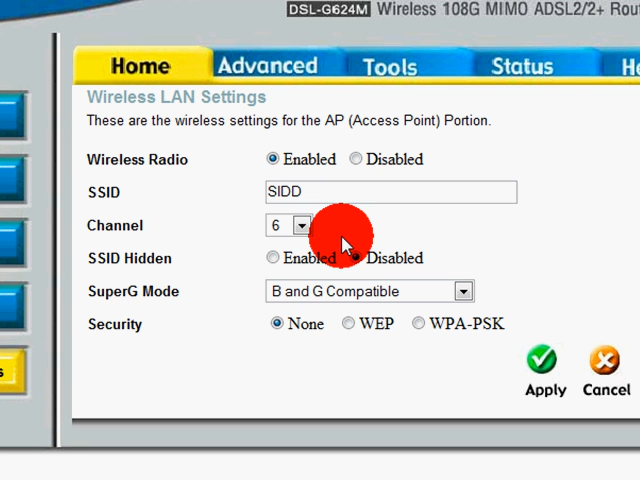 DSL-G624M Wireless 108G MIMO ADSL2/2+
Home Advanced Tools Status
Wireless LAN Settings
These are the wireless settings for the AP (Access Point) Portion.
Wireless Radio Enabled Disabled
SSID SIDD
Channel 6
SSID Hidden Enabled Disabled
SuperG Mode B and G Compatible
Security None WEP WPA-PSK
Apply Cancel